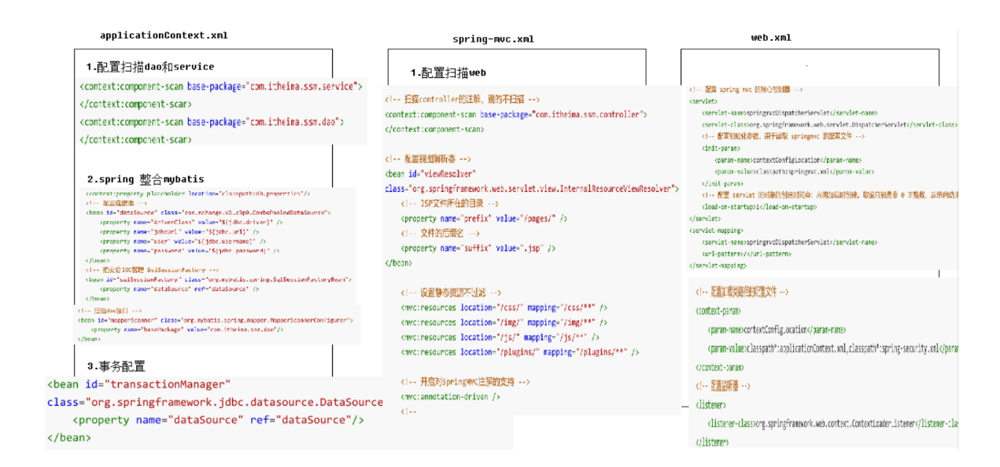 applicationContext.xml
1.配置扫描dao和service
<context:component-scan base-package="com.itheima.ssm.service">
</context:component-scan>
<context:component-scan base-package="com.itheima.ssm.dao">
</context:component-scan>
2.spring 整合mybatis
<context:property-placeholder location="classpath:db.properties"/>
<!-- 配置连接池 -->
<bean id="dataSource" class="com.mchange.v2.c3p0.ComboPooledDataSource">
<property name="driverClass" value="${jdbc.driver}" />
<property name="jdbcUrl" value="${jdbc.url}" />
<property name="user" value="${jdbc.username}" />
<property name="password" value="${jdbc.password}" />
</bean>
<!-- 把交给IOC管理 SqlSessionFactory -->
<bean id="sqlSessionFactory" class="org.mybatis.spring.SqlSessionFactoryBean">
<property name="dataSource" ref="dataSource" />
</bean>
<!-- 扫描dao接口 -->
<bean id="mapperScanner" class="org.mybatis.spring.mapper.MapperScannerConfigurer">
<property name="basePackage" value="com.itheima.ssm.dao"/>
</bean>
3.事务配置
<bean id="transactionManager"
class="org.springframework.jdbc.datasource.DataSource
<property name="dataSource" ref="dataSource"/>
</bean>
spring-mvc.xml
1.配置扫描web
<!-- 扫描controller的注解，别的不扫描 -->
<context:component-scan base-package="com.itheima.ssm.controller">
</context:component-scan>
<!-- 配置视图解析器 -->
<bean id="viewResolver"
class="org.springframework.web.servlet.view.InternalResourceViewResolver">
<!-- JSP文件所在的目录 -->
<property name="prefix" value="/pages/" />
<!-- 文件的后缀名 -->
<property name="suffix" value=".jsp" />
</bean>
<!-- 设置静态资源不过滤 -->
<mvc:resources location="/css/" mapping="/css/**" />
<mvc:resources location="/img/" mapping="/img/**" />
<mvc:resources location="/js/" mapping="/js/**" />
<mvc:resources location="/plugins/" mapping="/plugins/**" />
<!-- 开启对SpringMVC注解的支持 -->
<mvc:annotation-driven />
<!--
web.xml
<!-- 配置 spring mvc 的核心控制器 -->
<servlet>
<servlet-name>springmvcDispatcherServlet</servlet-name>
<servlet-class>org.springframework.web.servlet.DispatcherServlet</servlet-class>
<!-- 配置初始化参数，用于读取 springmvc 的配置文件 -->
<init-param>
<param-name>contextConfigLocation</param-name>
<param-value>classpath:springmvc.xml</param-value>
</init-param>
<!-- 配置 servlet 的对象的创建时间点：应用加载时创建。取值只能是非 0 正整数，表示启动
<load-on-startup>1</load-on-startup>
</servlet>
<servlet-mapping>
<servlet-name>springmvcDispatcherServlet</servlet-name>
<url-pattern>/</url-pattern>
</servlet-mapping>
<!-- 配置加载类路径的配置文件 -->
<context-param>
<param-name>contextConfigLocation</param-name>
<param-value>classpath*:applicationContext.xml,classpath*:spring-security.xml</para
</context-param>
<!-- 配置监听器 -->
<listener>
<listener-class>org.springframework.web.context.ContextLoaderListener</listener-cla
</listener>